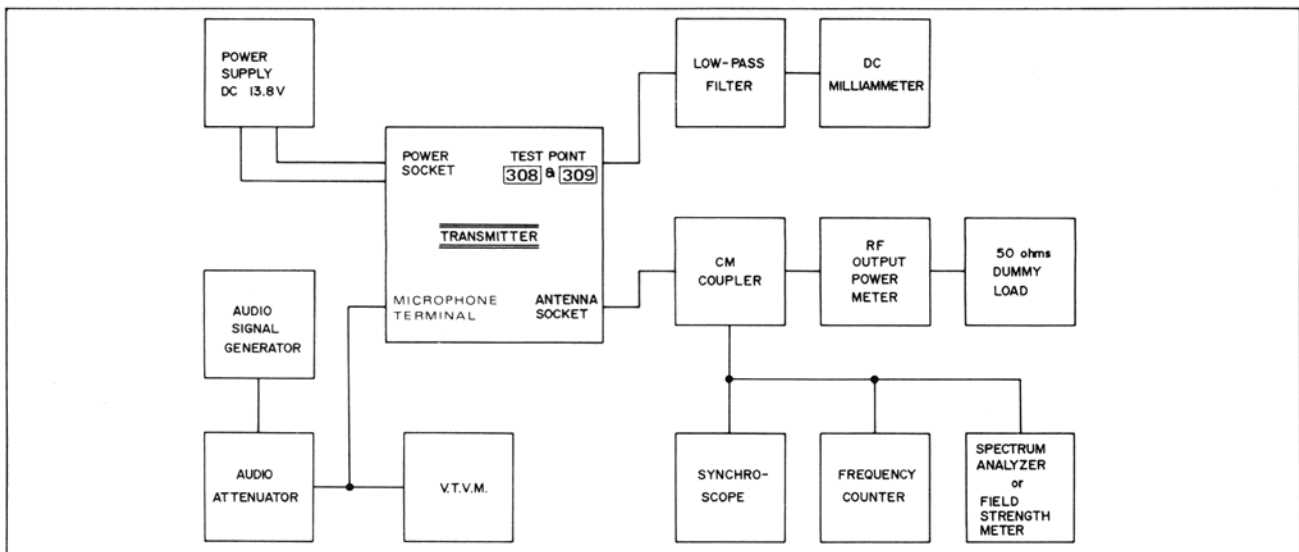 POWER
SUPPLY
DC 13.8V
LOW-PASS
FILTER
DC
MILLIAMMETER
POWER
SOCKET
TEST POINT
308 & 309
TRANSMITTER
MICROPHONE
TERMINAL
ANTENNA
SOCKET
CM
COUPLER
RF
OUTPUT
POWER
METER
50 ohms
DUMMY
LOAD
AUDIO
SIGNAL
GENERATOR
AUDIO
ATTENUATOR
V.T.V.M.
SYNCHRO-
SCOPE
FREQUENCY
COUNTER
SPECTRUM
ANALYZER
or
FIELD
STRENGTH
METER